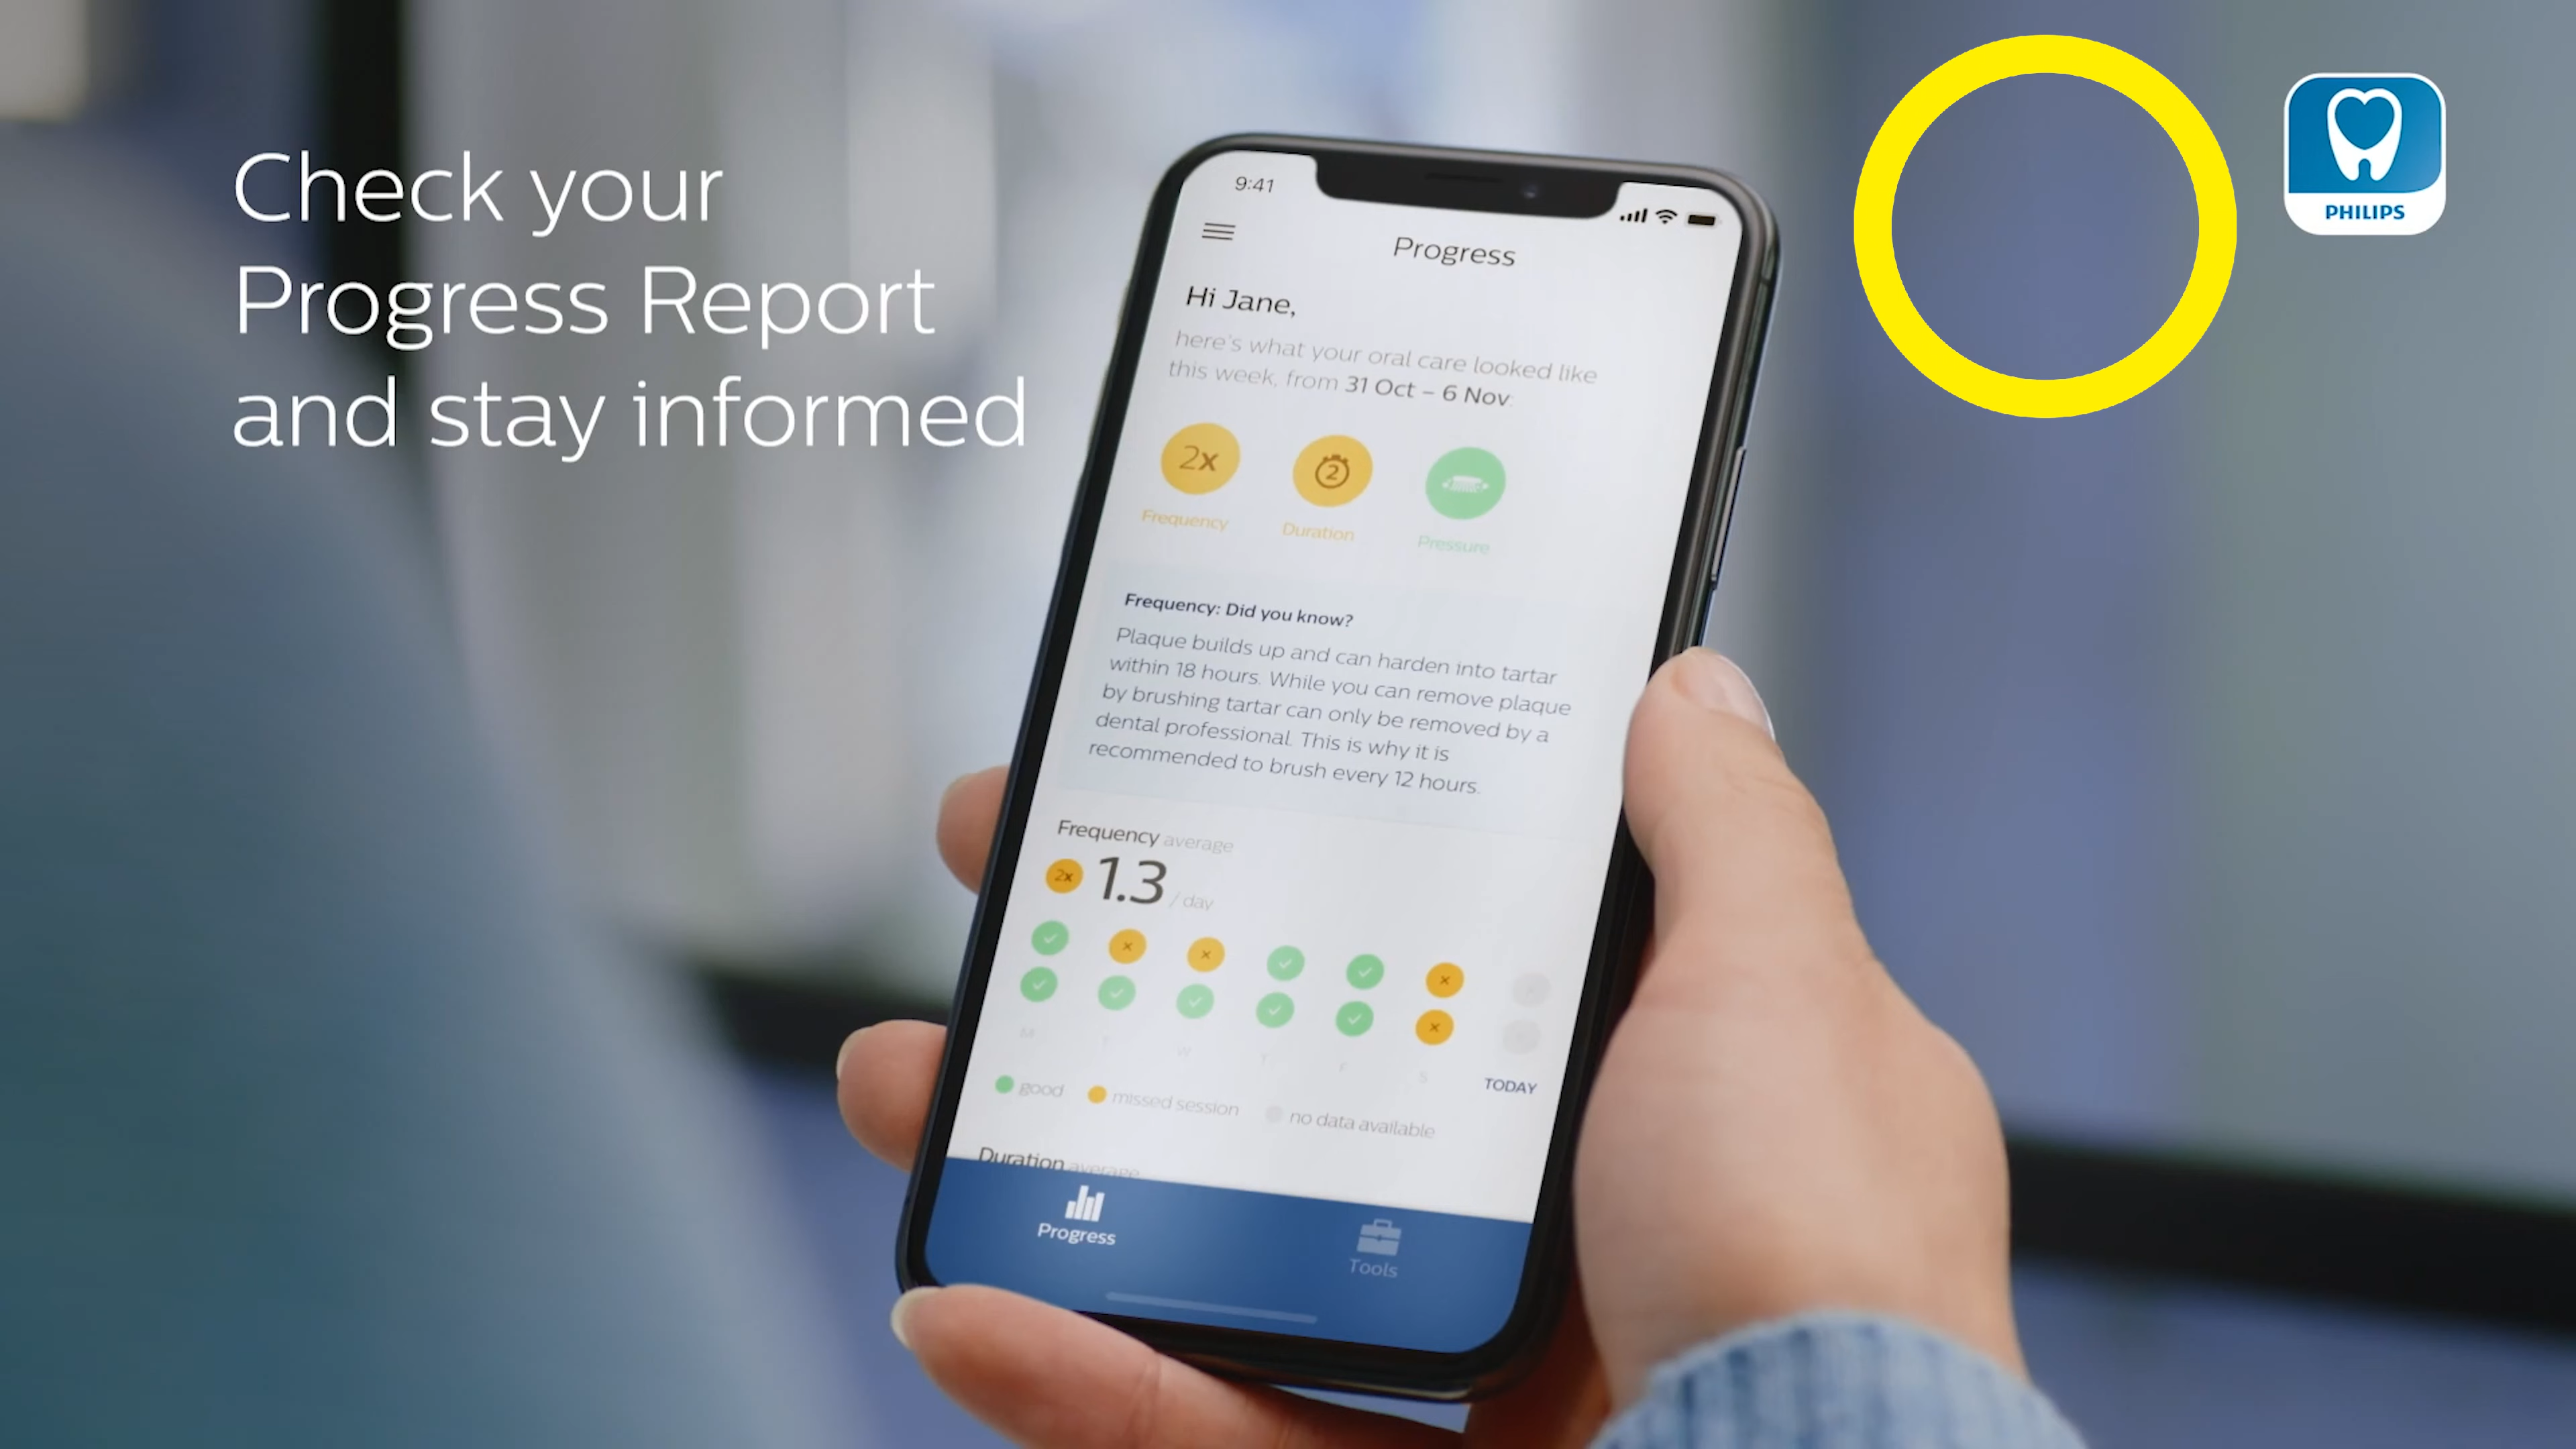 Check your
Progress Report
and stay informed
PHILIPS
9:41
Progress
Hi Jane,
here's what your oral care looked like
this week, from 31 Oct – 6 Nov:
2x
2
Frequency
Duration
Pressure
Frequency: Did you know?
Plaque builds up and can harden into tartar
within 18 hours. While you can remove plaque
by brushing tartar can only be removed by a
dental professional. This is why it is
recommended to brush every 12 hours.
Frequency average
2x 1.3 / day
M T W T F S TODAY
good missed session no data available
Duration average
Progress
Tools